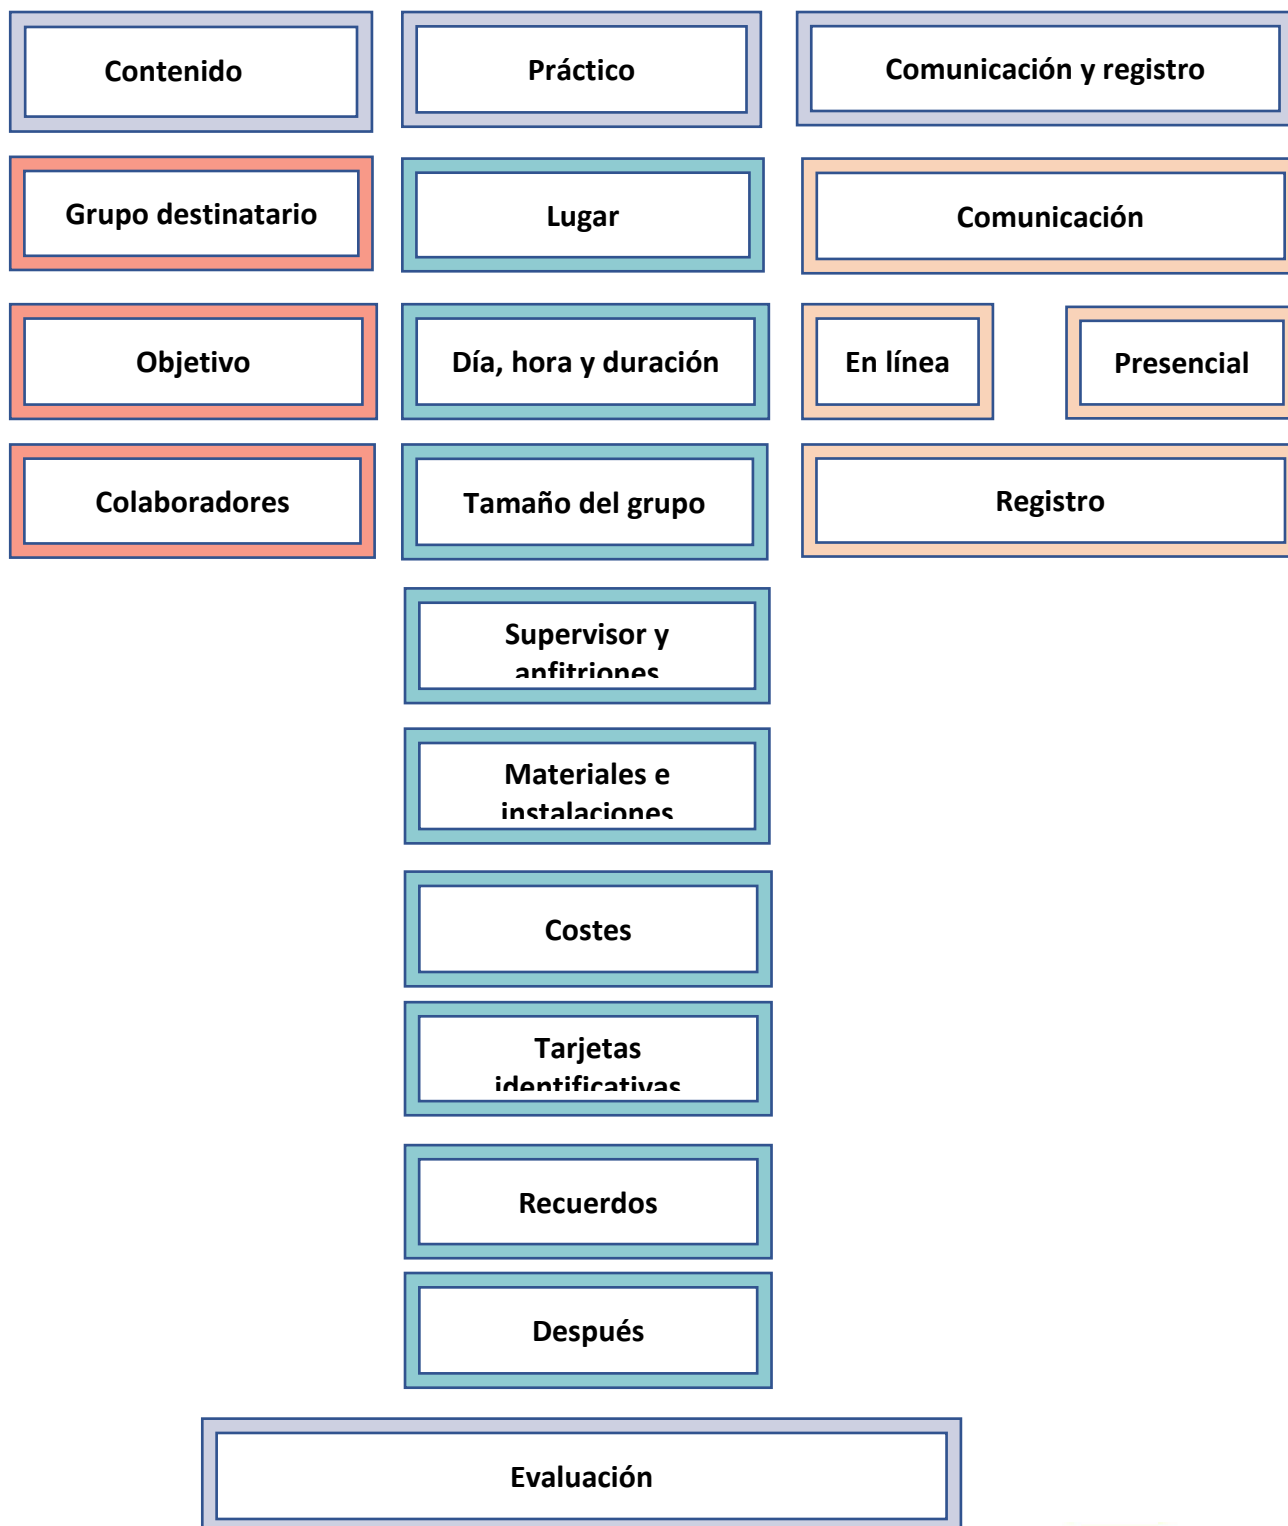 Contenido
Práctico
Comunicación y registro
Grupo destinatario
Lugar
Comunicación
Objetivo
Día, hora y duración
En línea
Presencial
Colaboradores
Tamaño del grupo
Registro
Supervisor y
anfitriones
Materiales e
instalaciones
Costes
Tarjetas
identificativas
Recuerdos
Después
Evaluación